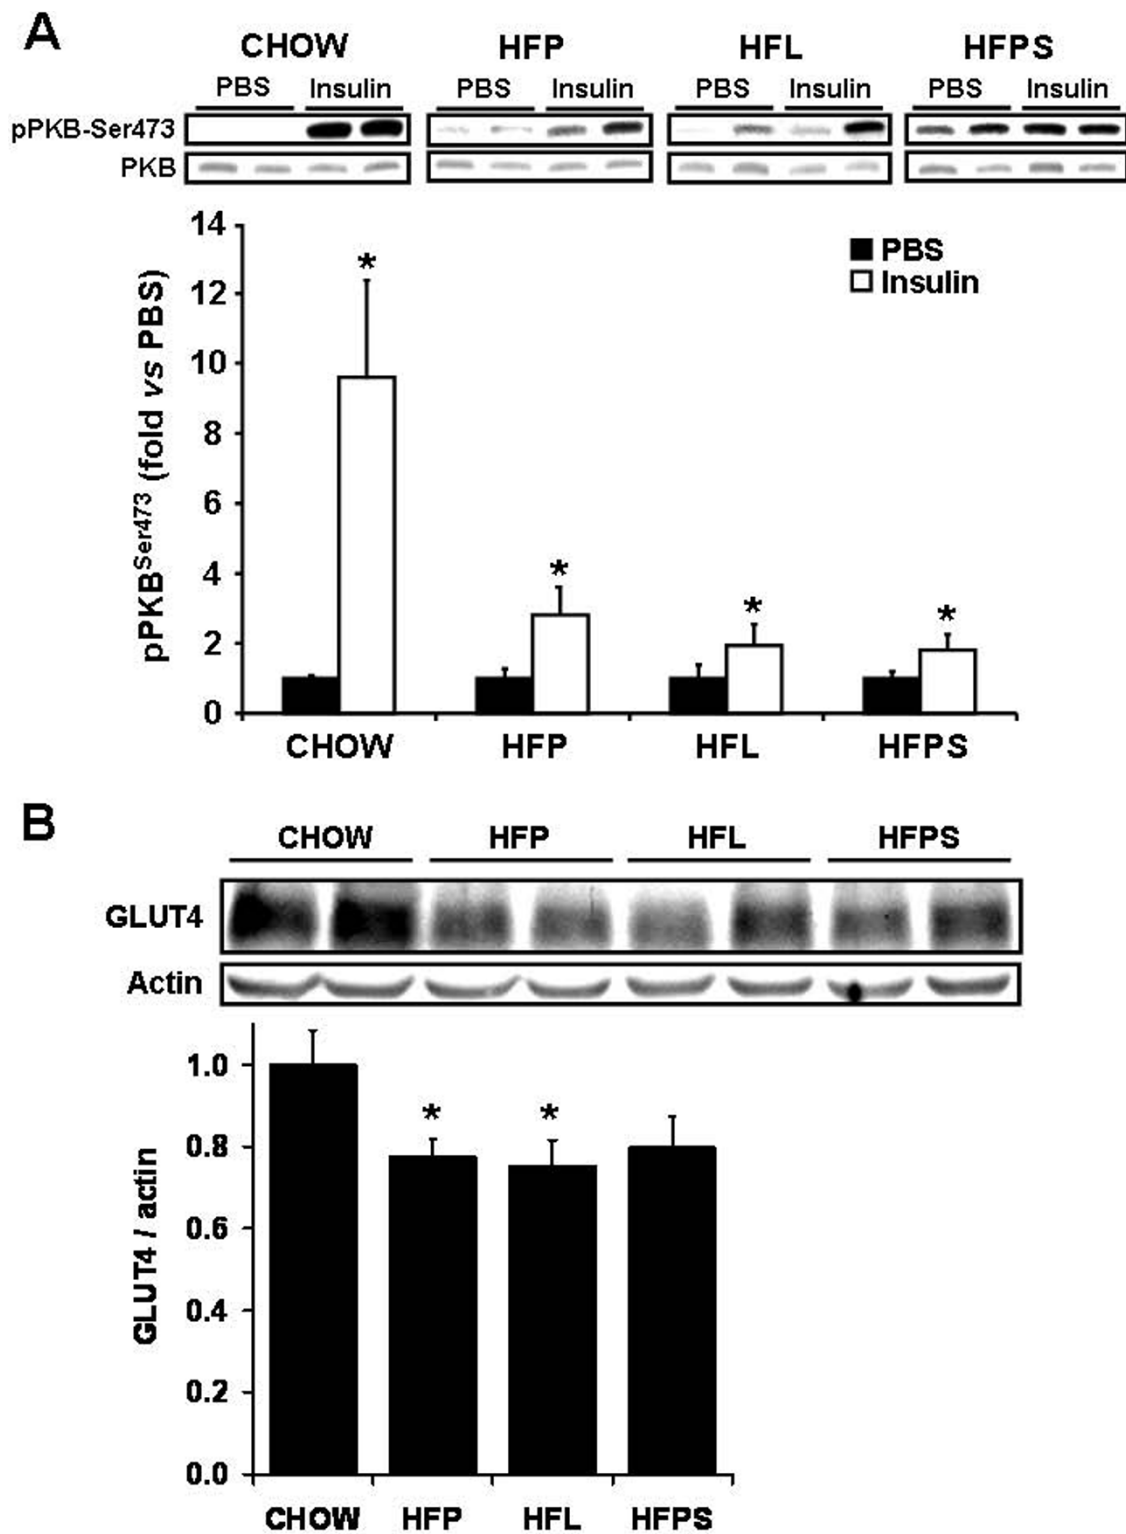 A
CHOW HFP HFL HFPS
PBS Insulin PBS Insulin PBS Insulin PBS Insulin
pPKB-Ser473
PKB
14
12
10
8
6
4
2
0
pPKB^Ser473 (fold vs PBS)
PBS
Insulin
*
*
*
*
CHOW HFP HFL HFPS
B
CHOW HFP HFL HFPS
GLUT4
Actin
1.0
0.8
0.6
0.4
0.2
0.0
GLUT4 / actin
* *
CHOW HFP HFL HFPS